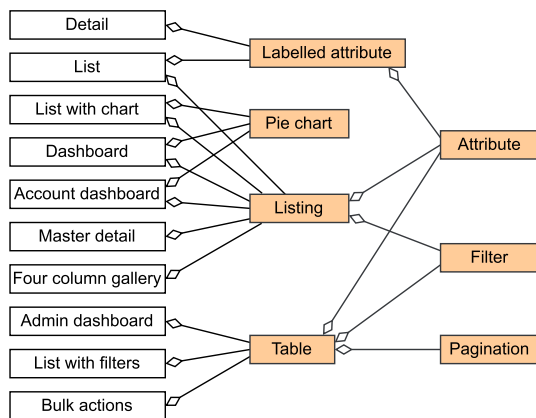 Detail
List
List with chart
Dashboard
Account dashboard
Master detail
Four column gallery
Admin dashboard
List with filters
Bulk actions
Labelled attribute
Pie chart
Listing
Table
Attribute
Filter
Pagination